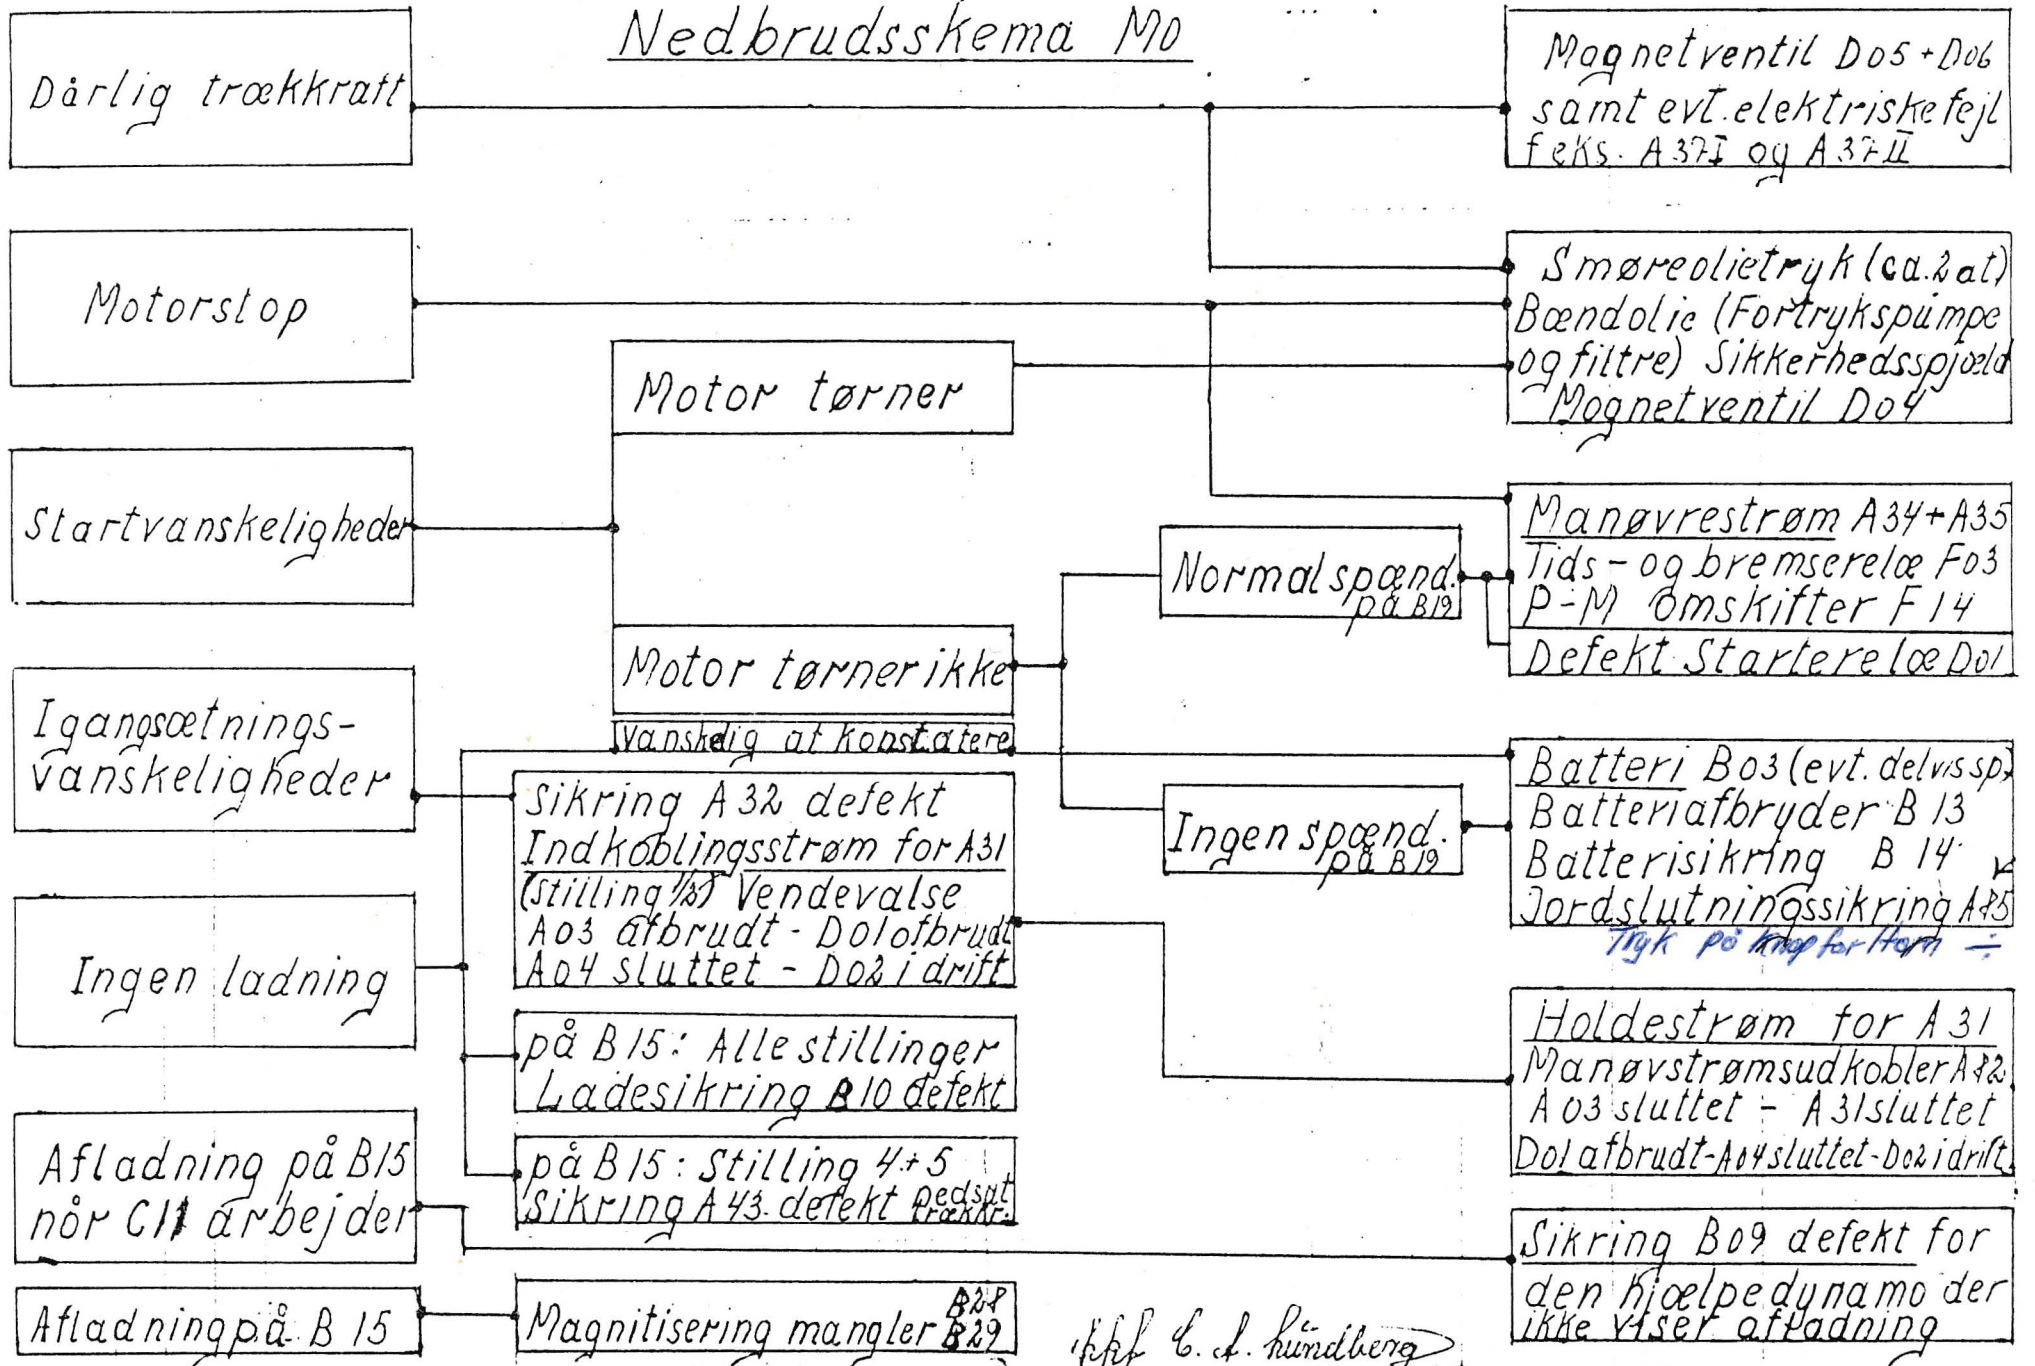 Nedbrudsskema MO
Dårlig trækkraft
Magnetventil D05 + D06
samt evt. elektriske fejl
f eks. A37I og A37II
Motorstop
Smøreolietryk (ca. 2 at)
Bændolie (Fortrykspumpe
og filtre) Sikkerhedsspjæld
Magnetventil D04
Motor tørner
Startvanskeligheder
Manøvrestrøm A34+A35
Tids- og bremserelæ F03
P-M omskifter F14
Defekt Starterelæ D01
Normal spænd.
på B19
Motor tørner ikke
Vanskelig at konstatere
Igangsætnings-
vanskeligheder
Sikring A32 defekt
Indkoblingsstrøm for A31
(stilling 1/2) Vendevalse
A03 afbrudt - D01 afbrudt
A04 sluttet - D02 i drift
Ingen spænd.
på B19
Batteri B03 (evt. delvis sp.)
Batteriafbryder B13
Batterisikring B14
Jordslutningssikring A85
Tryk på knap for Horn ÷
Ingen ladning
på B15: Alle stillinger
Ladesikring B10 defekt
på B15: Stilling 4+5
Sikring A43. defekt nedsat
trækkr.
Holdestrøm for A31
Manøvstrømsudkobler A82
A03 sluttet - A31 sluttet
D01 afbrudt-A04 sluttet-D02 i drift
Afladning på B15
når C11 arbejder
Sikring B09 defekt for
den hjælpedynamo der
ikke viser afladning
Afladning på B15
Magnitisering mangler B28
B29
C. A. Lundberg